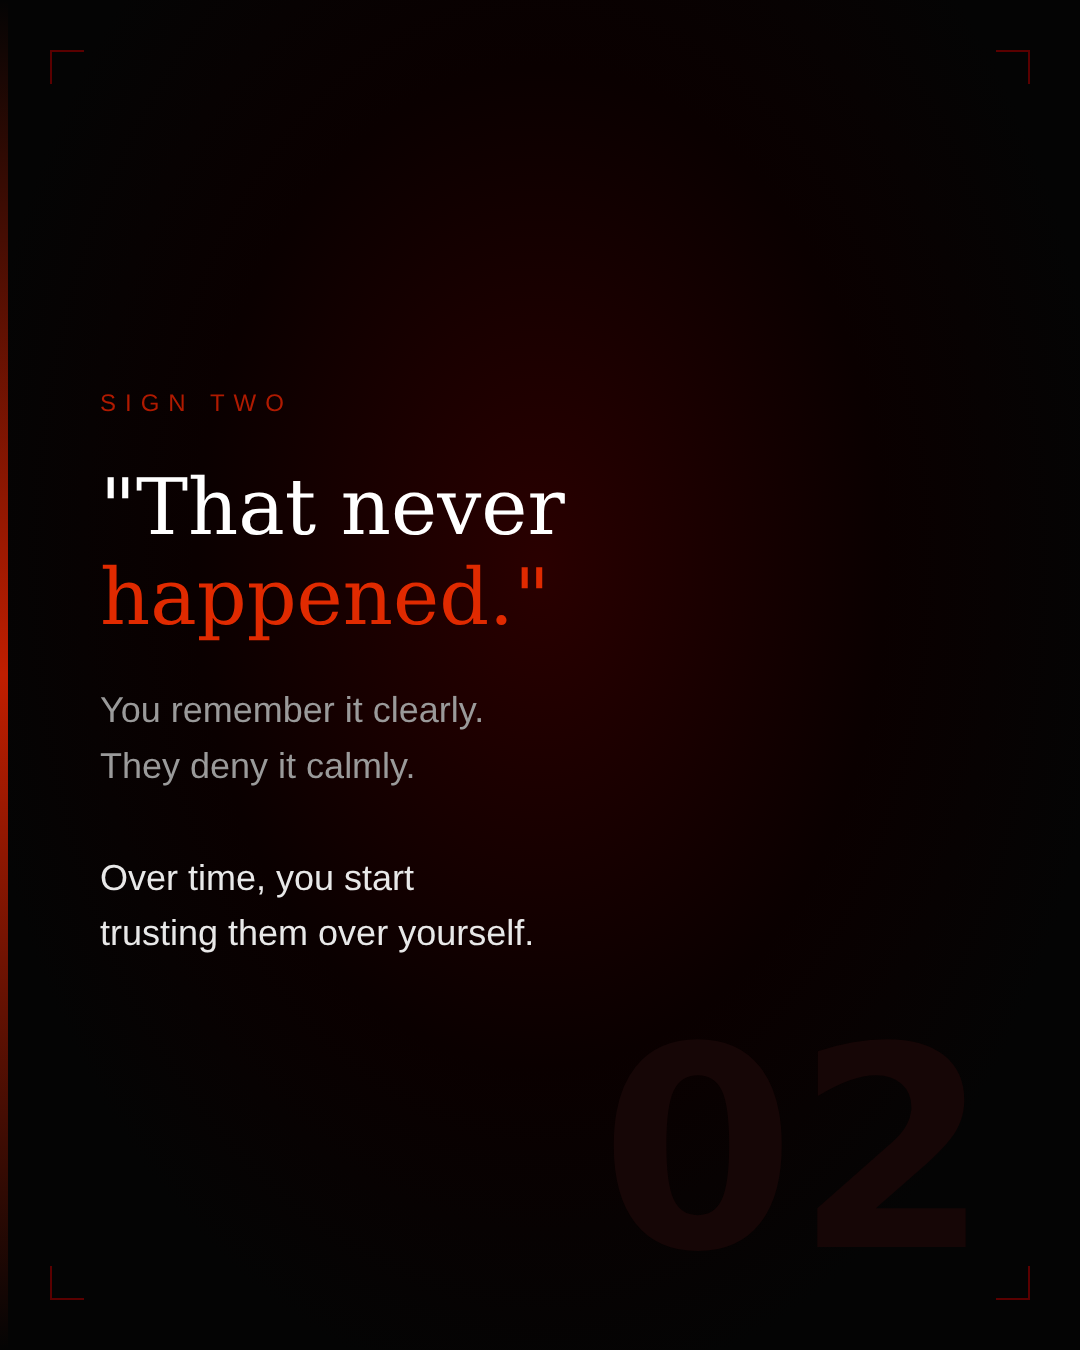 SIGN TWO
"That never
happened."
You remember it clearly.
They deny it calmly.
Over time, you start
trusting them over yourself.
02